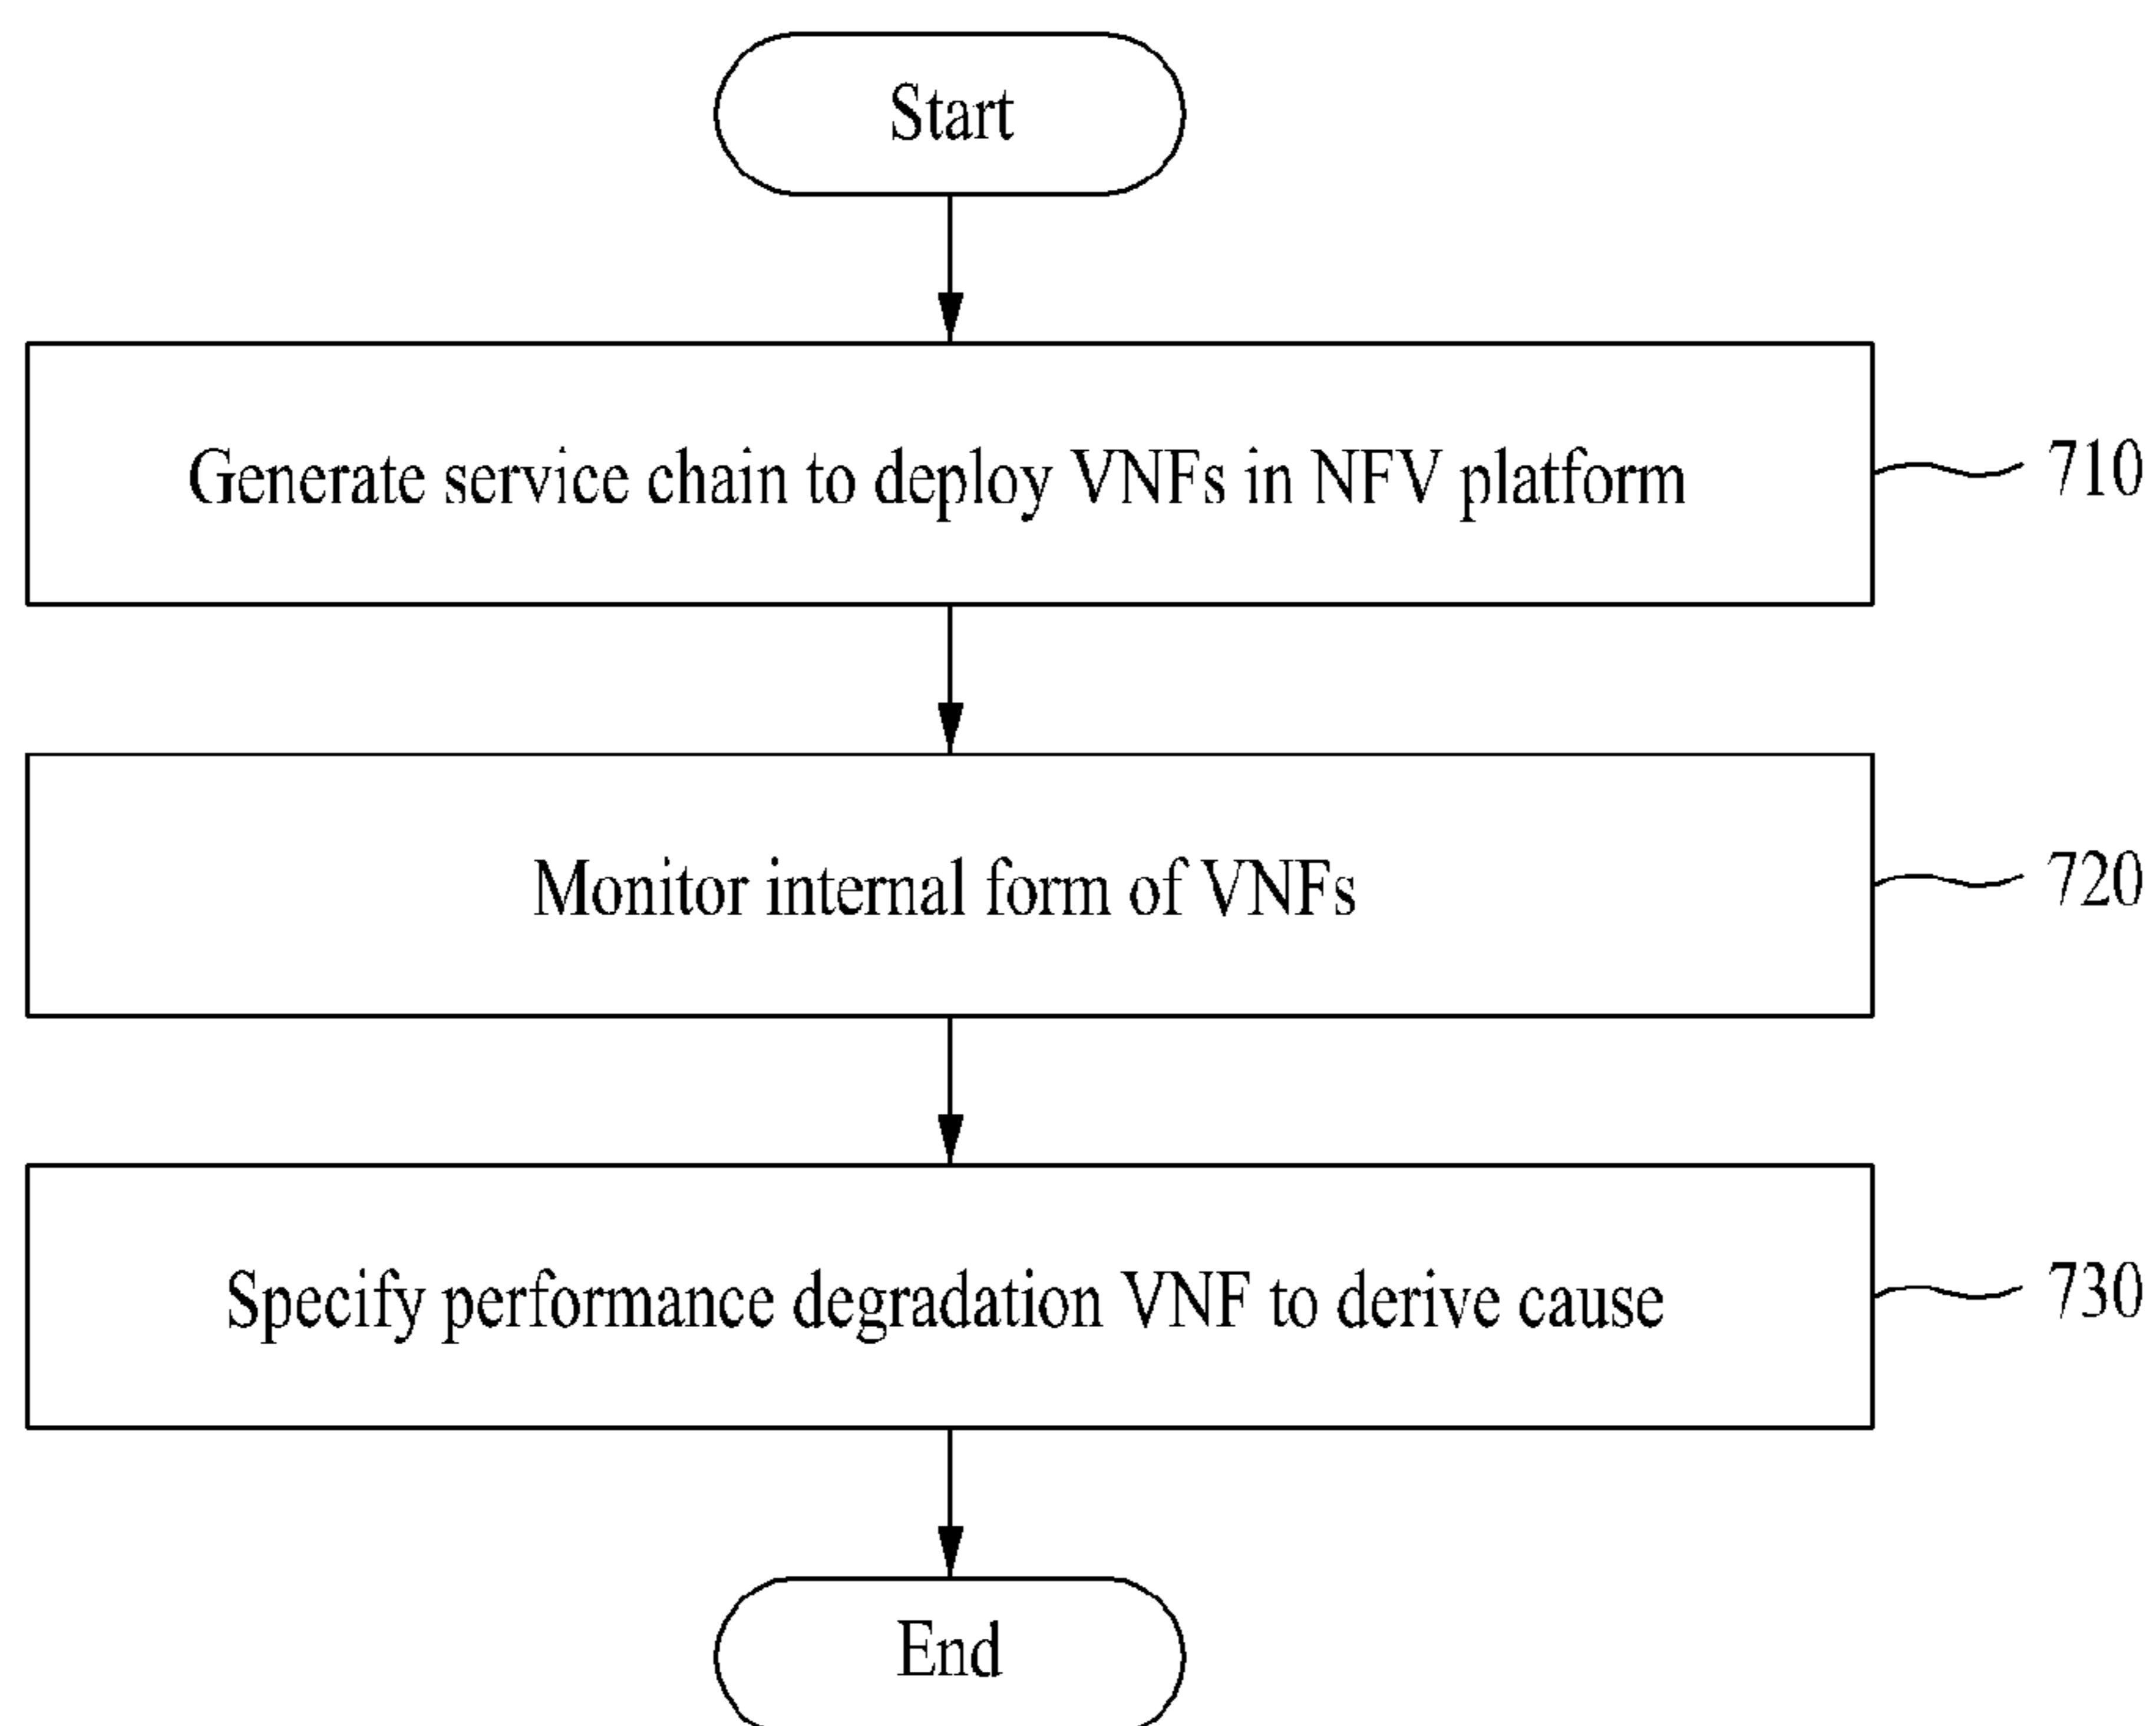 Start
Generate service chain to deploy VNFs in NFV platform
710
Monitor internal form of VNFs
720
Specify performance degradation VNF to derive cause
730
End